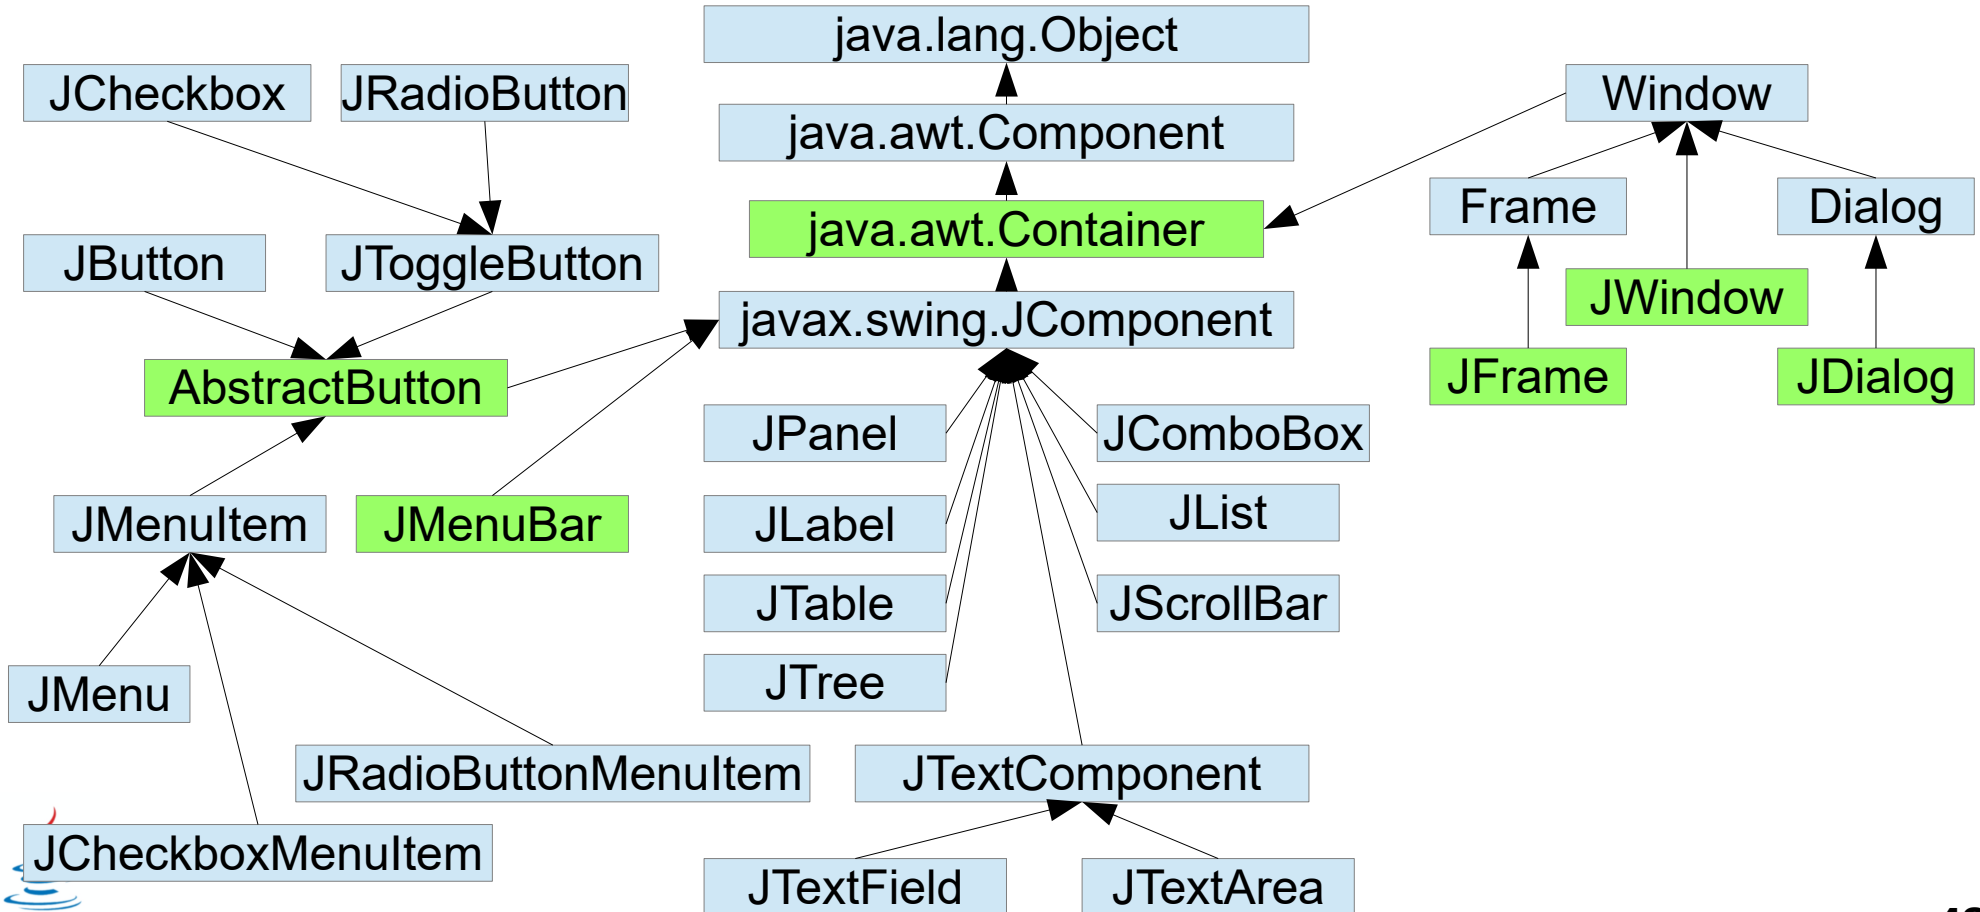 java.lang.Object
JCheckbox
JRadioButton
Window
java.awt.Component
Frame
Dialog
java.awt.Container
JButton
JToggleButton
JWindow
javax.swing.JComponent
AbstractButton
JFrame
JDialog
JPanel
JComboBox
JMenuItem
JMenuBar
JLabel
JList
JTable
JScrollBar
JTree
JMenu
JRadioButtonMenuItem
JTextComponent
JCheckboxMenuItem
JTextField
JTextArea